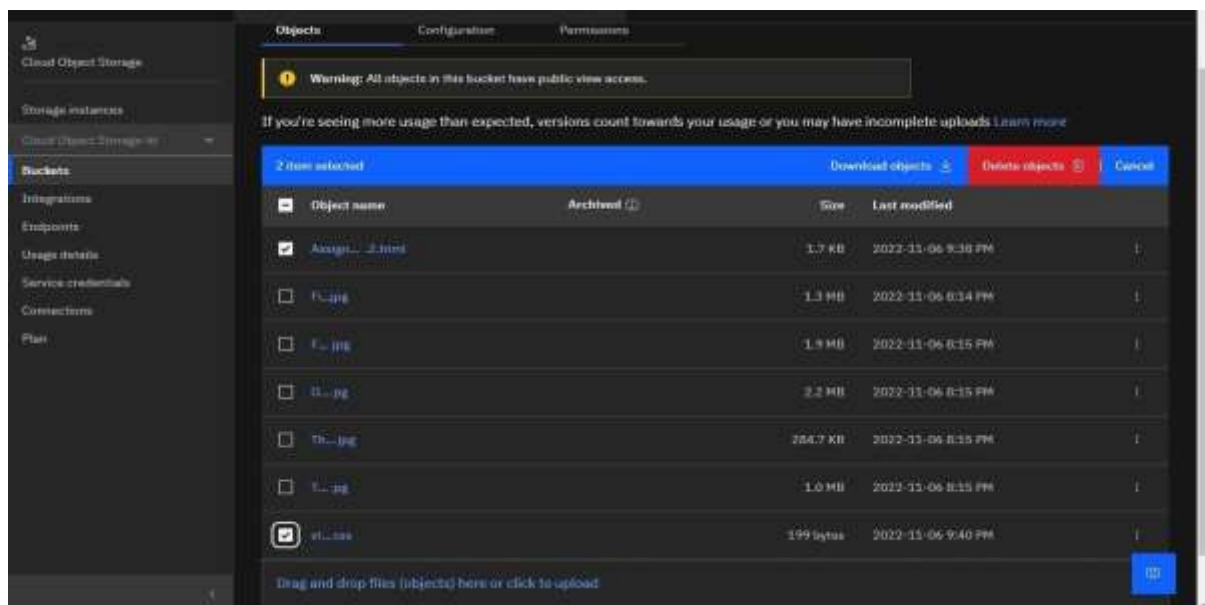 Cloud Object Storage
Storage instances
Buckets
Integrations
Endpoints
Usage details
Service credentials
Connections
Plan
Objects Configuration Permissions
Warning: All objects in this bucket have public view access.
If you're seeing more usage than expected, versions count towards your usage or you may have incomplete uploads Learn more
2 item selected Download objects Delete objects Cancel
Object name Archived Size Last modified
1.7 KB 2022-11-06 9:38 PM
1.3 MB 2022-11-06 8:14 PM
1.9 MB 2022-11-06 8:15 PM
2.2 MB 2022-11-06 8:15 PM
Th...jpg 284.7 KB 2022-11-06 8:15 PM
1.0 MB 2022-11-06 8:15 PM
199 bytes 2022-11-06 9:40 PM
Drag and drop files (objects) here or click to upload